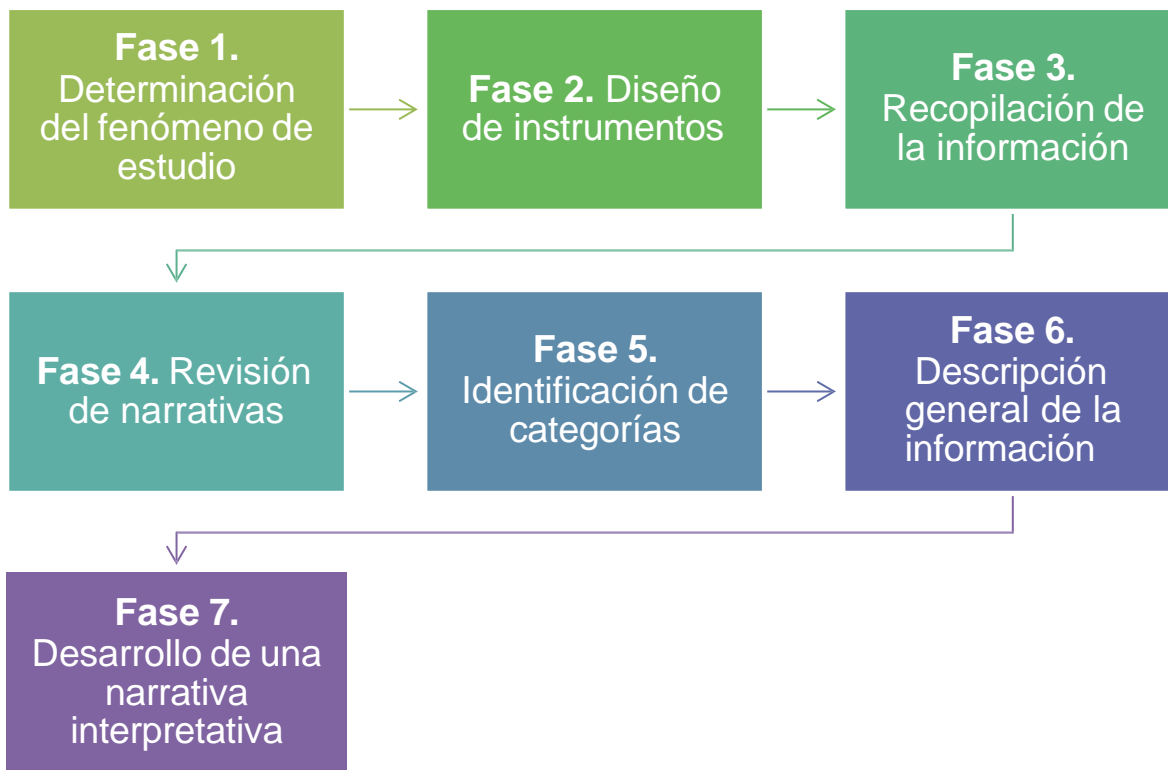 Fase 1.
Determinación
del fenómeno de
estudio
Fase 2. Diseño
de instrumentos
Fase 3.
Recopilación de
la información
Fase 4. Revisión
de narrativas
Fase 5.
Identificación de
categorías
Fase 6.
Descripción
general de la
información
Fase 7.
Desarrollo de una
narrativa
interpretativa